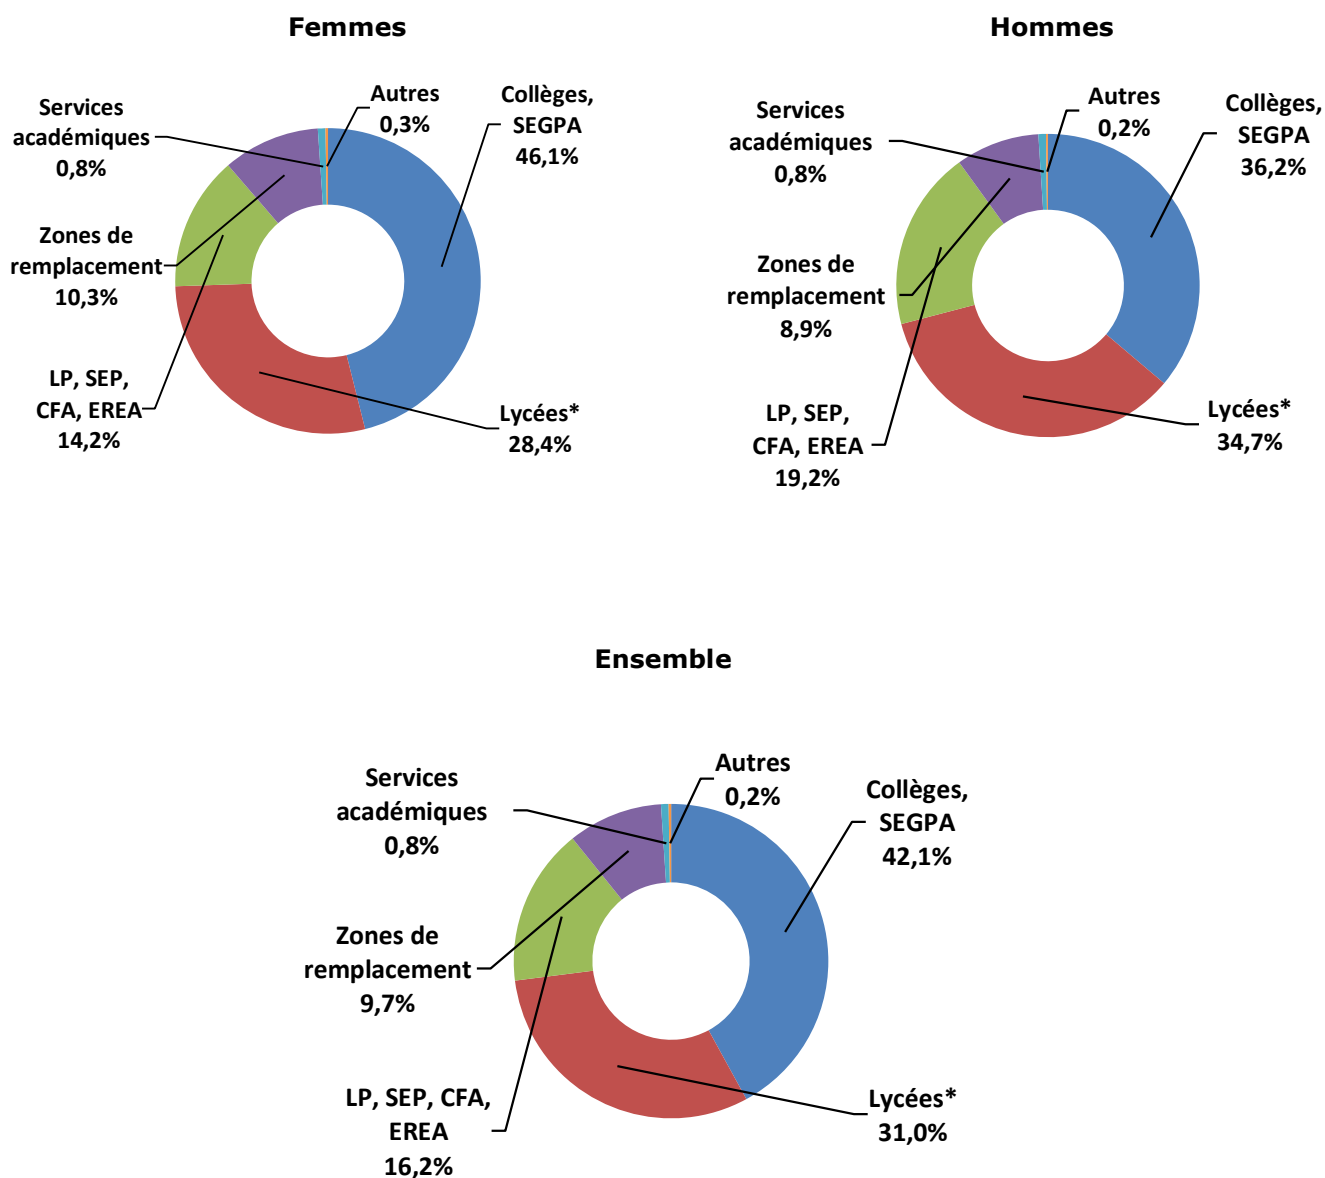 Femmes
Autres
0,3%
Collèges,
SEGPA
46,1%
Services
académiques
0,8%
Zones de
remplacement
10,3%
LP, SEP,
CFA, EREA
14,2%
Lycées*
28,4%
Hommes
Autres
0,2%
Collèges,
SEGPA
36,2%
Services
académiques
0,8%
Zones de
remplacement
8,9%
LP, SEP,
CFA, EREA
19,2%
Lycées*
34,7%
Ensemble
Autres
0,2%
Collèges,
SEGPA
42,1%
Services
académiques
0,8%
Zones de
remplacement
9,7%
LP, SEP, CFA,
EREA
16,2%
Lycées*
31,0%